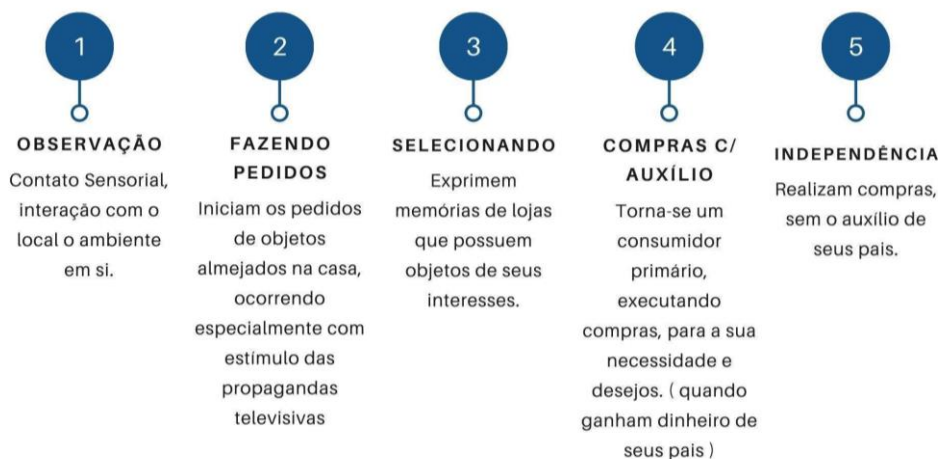 1
OBSERVAÇÃO
Contato Sensorial,
interação com o
local o ambiente
em si.
2
FAZENDO
PEDIDOS
Iniciam os pedidos
de objetos
almejados na casa,
ocorrendo
especialmente com
estímulo das
propagandas
televisivas
3
SELECIONANDO
Exprimem
memórias de lojas
que possuem
objetos de seus
interesses.
4
COMPRAS C/
AUXÍLIO
Torna-se um
consumidor
primário,
executando
compras, para a sua
necessidade e
desejos. ( quando
ganham dinheiro de
seus pais )
5
INDEPENDÊNCIA
Realizam compras,
sem o auxílio de
seus pais.